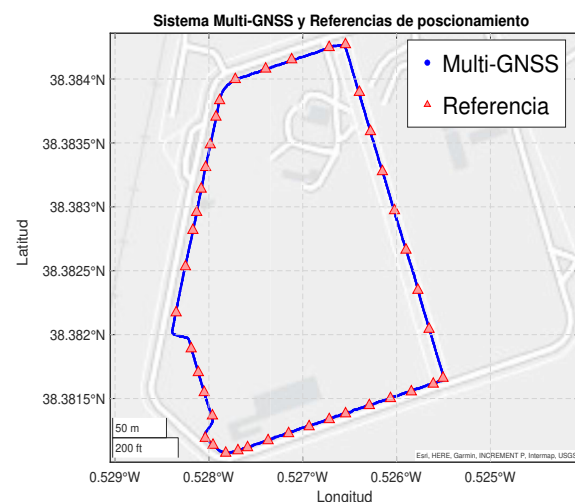 Sistema Multi-GNSS y Referencias de poscionamiento
Multi-GNSS
Referencia
38.384°N
38.3835°N
38.383°N
38.3825°N
38.382°N
38.3815°N
Latitud
50 m
200 ft
Esri, HERE, Garmin, INCREMENT P, Intermap, USGS
0.529°W
0.528°W
0.527°W
0.526°W
0.525°W
Longitud